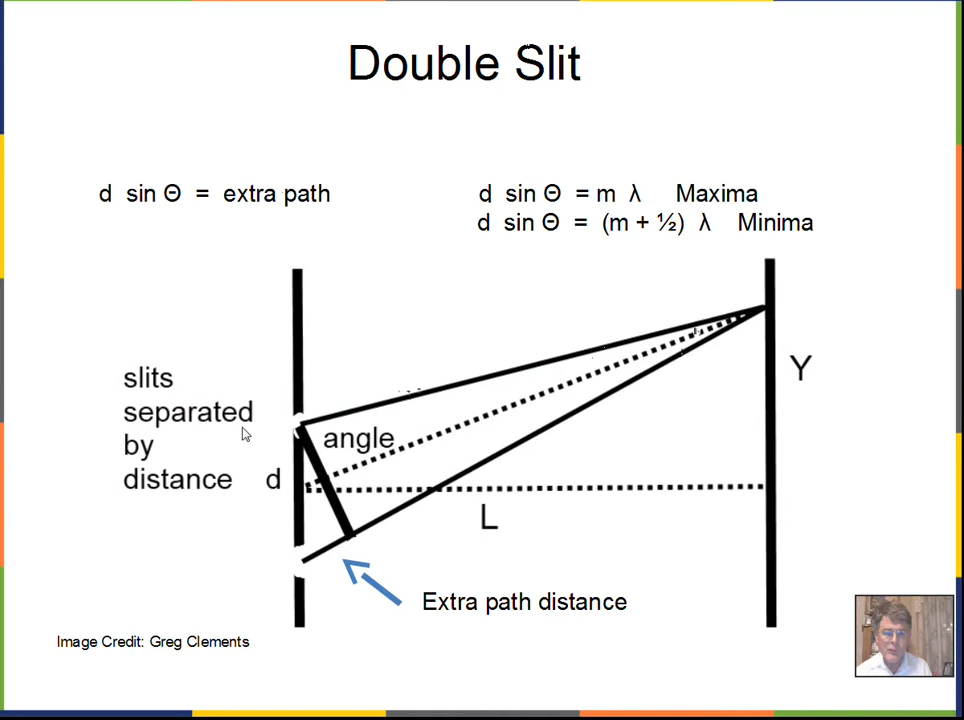 Double Slit
d sin Θ = extra path
d sin Θ = m λ Maxima
d sin Θ = (m + ½) λ Minima
slits
separated
by
distance d
angle
Y
L
Extra path distance
Image Credit: Greg Clements